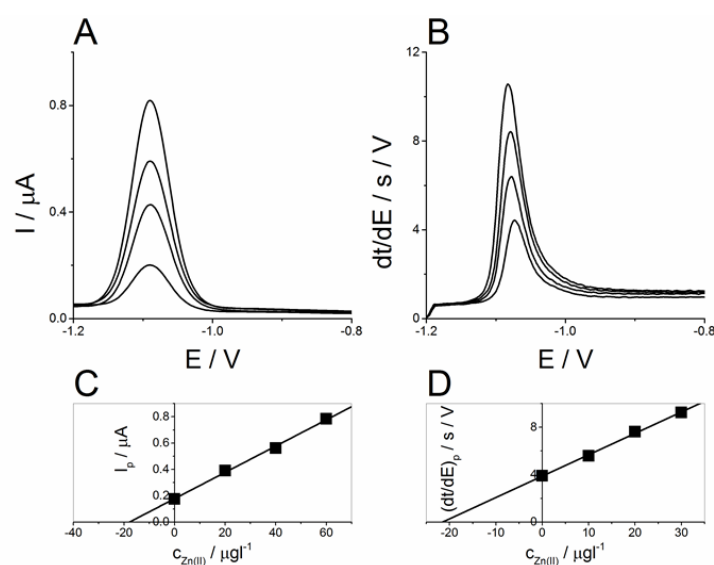 A
B
I / μA
0.8
0.4
0.0
-1.2
-1.0
-0.8
E / V
dt/dE / s / V
12
8
4
0
-1.2
-1.0
-0.8
E / V
C
D
I_p / μA
0.8
0.6
0.4
0.2
0.0
-40
-20
0
20
40
60
c_Zn(II) / μgl⁻¹
(dt/dE)_p / s / V
8
4
0
-20
-10
0
10
20
30
c_Zn(II) / μgl⁻¹